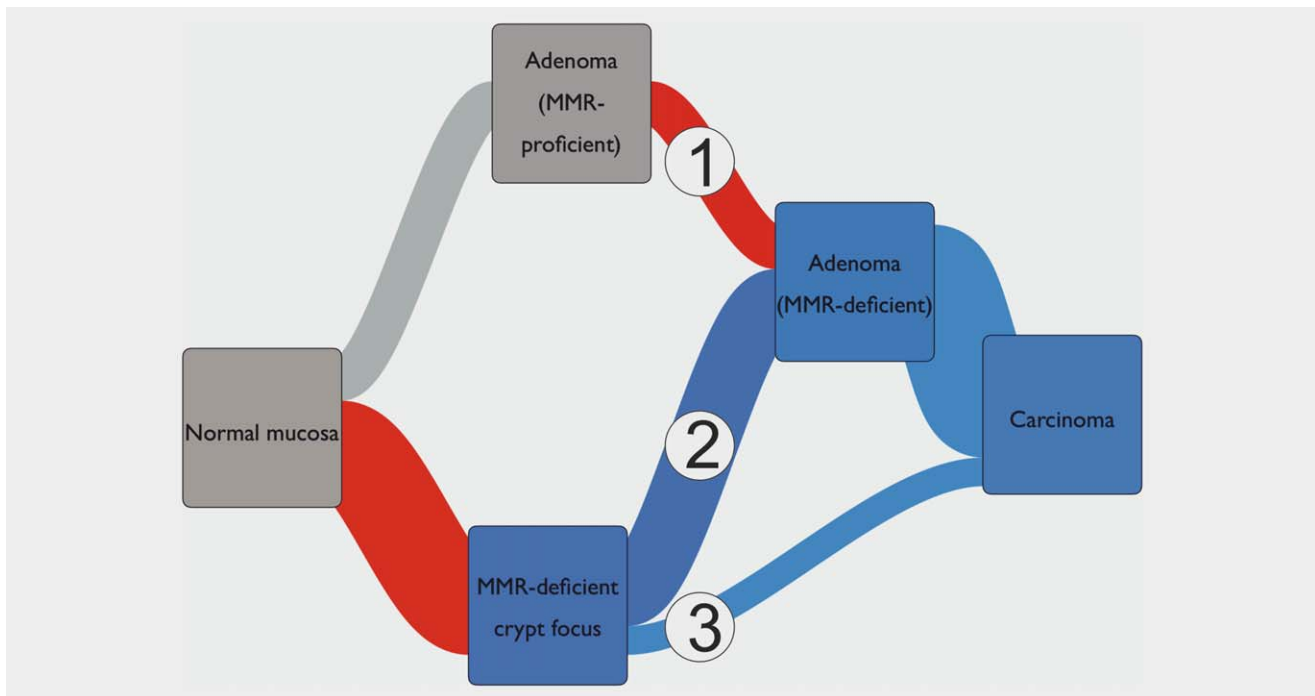 Adenoma
(MMR-
proficient)
1
Adenoma
(MMR-deficient)
Normal mucosa
2
Carcinoma
MMR-deficient
crypt focus
3